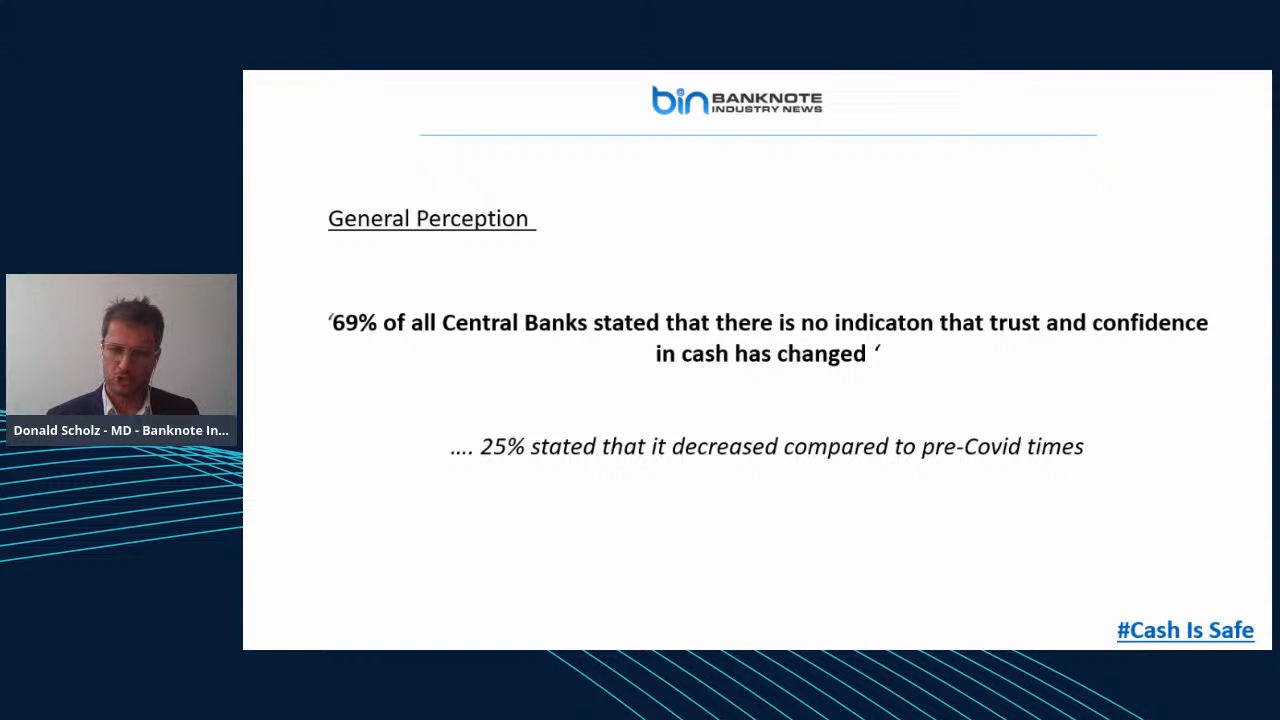 bin BANKNOTE
INDUSTRY NEWS
General Perception
‘69% of all Central Banks stated that there is no indicaton that trust and confidence
in cash has changed ‘
.... 25% stated that it decreased compared to pre-Covid times
Donald Scholz - MD - Banknote In...
#Cash Is Safe